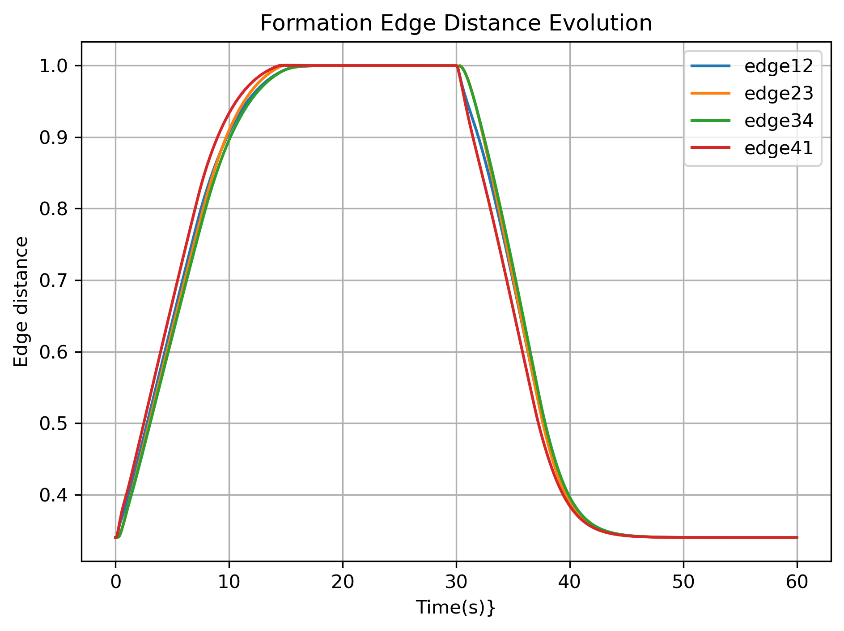 Formation Edge Distance Evolution
edge12
edge23
edge34
edge41
Edge distance
1.0
0.9
0.8
0.7
0.6
0.5
0.4
0 10 20 30 40 50 60
Time(s)}